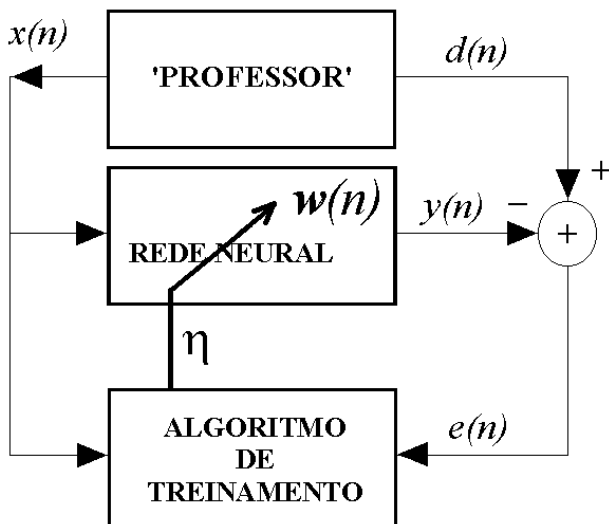 x(n)
'PROFESSOR'
d(n)
+
w(n)
y(n)
−
+
REDE NEURAL
η
ALGORITMO
DE
TREINAMENTO
e(n)